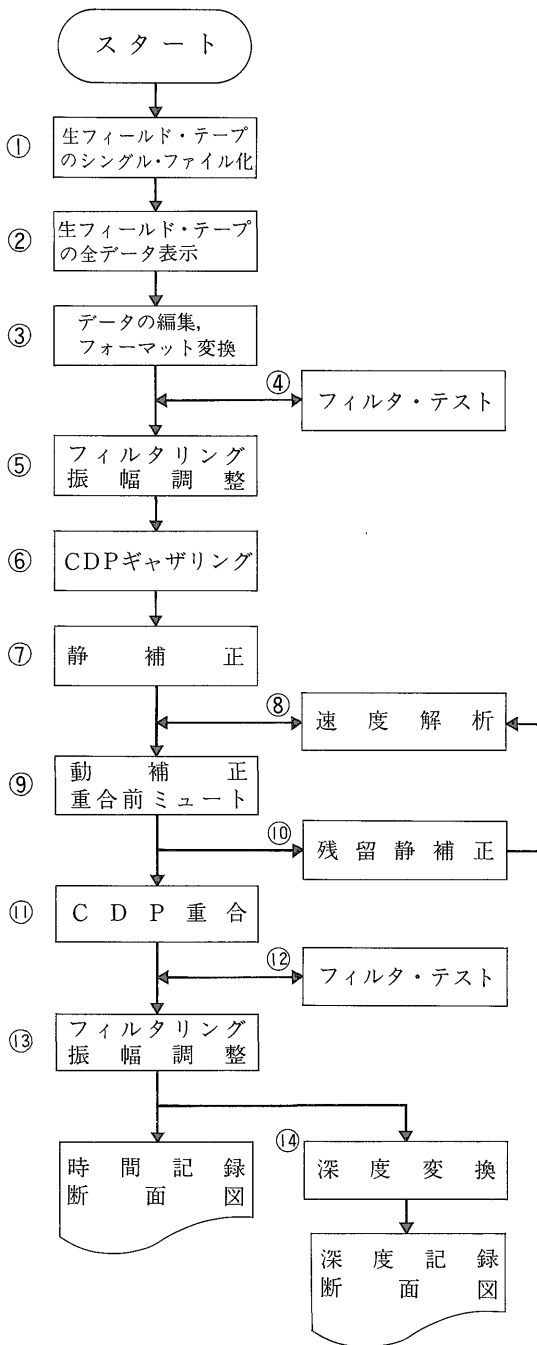 スタート
①
生フィールド・テープ
のシングル・ファイル化
②
生フィールド・テープ
の全データ表示
③
データの編集,
フォーマット変換
④
フィルタ・テスト
⑤
フィルタリング
振幅調整
⑥
CDPギャザリング
⑦
静補正
⑧
速度解析
⑨
動補正
重合前ミュート
⑩
残留静補正
⑪
CDP重合
⑫
フィルタ・テスト
⑬
フィルタリング
振幅調整
時間記録
断面図
⑭
深度変換
深度記録
断面図